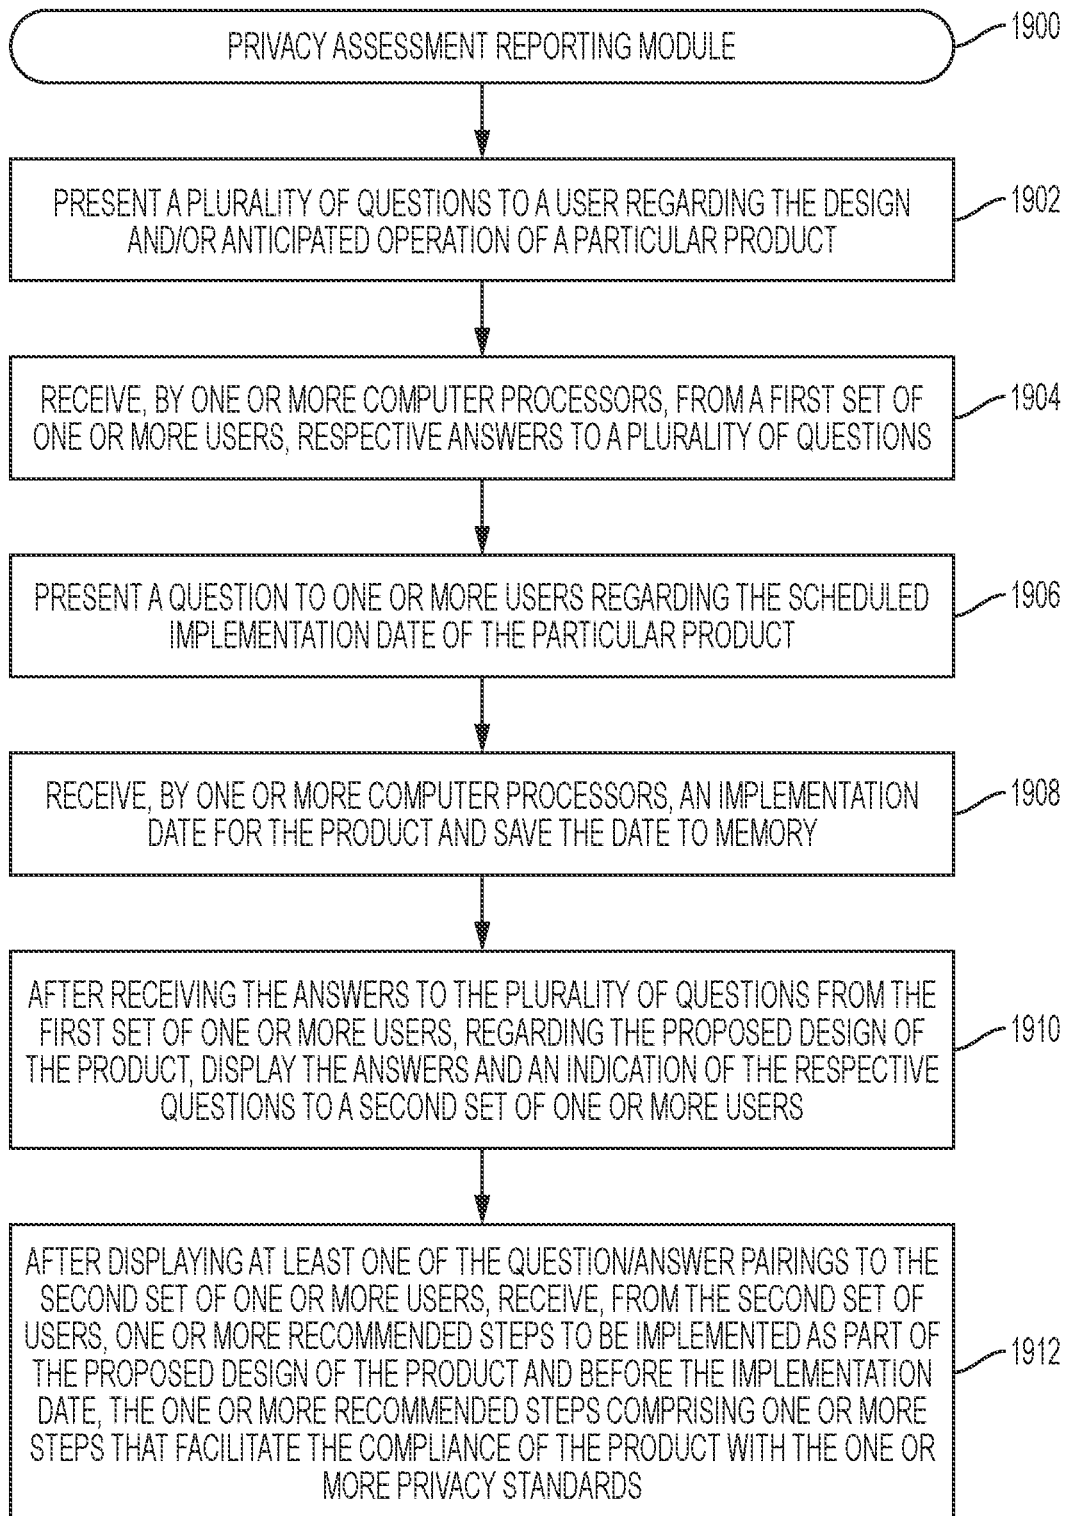 PRIVACY ASSESSMENT REPORTING MODULE
1900
PRESENT A PLURALITY OF QUESTIONS TO A USER REGARDING THE DESIGN
AND/OR ANTICIPATED OPERATION OF A PARTICULAR PRODUCT
1902
RECEIVE, BY ONE OR MORE COMPUTER PROCESSORS, FROM A FIRST SET OF
ONE OR MORE USERS, RESPECTIVE ANSWERS TO A PLURALITY OF QUESTIONS
1904
PRESENT A QUESTION TO ONE OR MORE USERS REGARDING THE SCHEDULED
IMPLEMENTATION DATE OF THE PARTICULAR PRODUCT
1906
RECEIVE, BY ONE OR MORE COMPUTER PROCESSORS, AN IMPLEMENTATION
DATE FOR THE PRODUCT AND SAVE THE DATE TO MEMORY
1908
AFTER RECEIVING THE ANSWERS TO THE PLURALITY OF QUESTIONS FROM THE
FIRST SET OF ONE OR MORE USERS, REGARDING THE PROPOSED DESIGN OF
THE PRODUCT, DISPLAY THE ANSWERS AND AN INDICATION OF THE RESPECTIVE
QUESTIONS TO A SECOND SET OF ONE OR MORE USERS
1910
AFTER DISPLAYING AT LEAST ONE OF THE QUESTION/ANSWER PAIRINGS TO THE
SECOND SET OF ONE OR MORE USERS, RECEIVE, FROM THE SECOND SET OF
USERS, ONE OR MORE RECOMMENDED STEPS TO BE IMPLEMENTED AS PART OF
THE PROPOSED DESIGN OF THE PRODUCT AND BEFORE THE IMPLEMENTATION
DATE, THE ONE OR MORE RECOMMENDED STEPS COMPRISING ONE OR MORE
STEPS THAT FACILITATE THE COMPLIANCE OF THE PRODUCT WITH THE ONE OR
MORE PRIVACY STANDARDS
1912